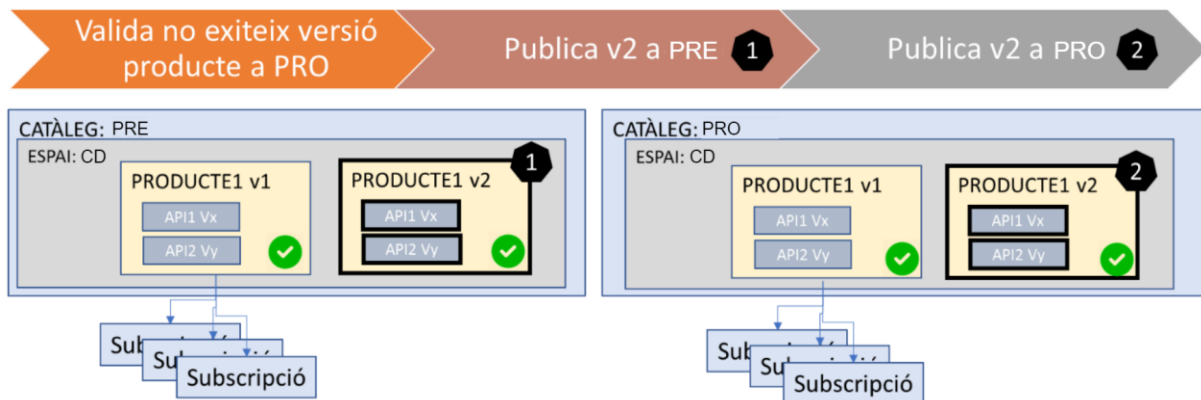 Valida no exiteix versió
producte a PRO
Publica v2 a PRE
1
Publica v2 a PRO
2
CATÀLEG: PRE
ESPAI: CD
PRODUCTE1 v1
API1 Vx
API2 Vy
PRODUCTE1 v2
1
API1 Vx
API2 Vy
Subscripció
CATÀLEG: PRO
ESPAI: CD
PRODUCTE1 v1
API1 Vx
API2 Vy
PRODUCTE1 v2
2
API1 Vx
API2 Vy
Subscripció